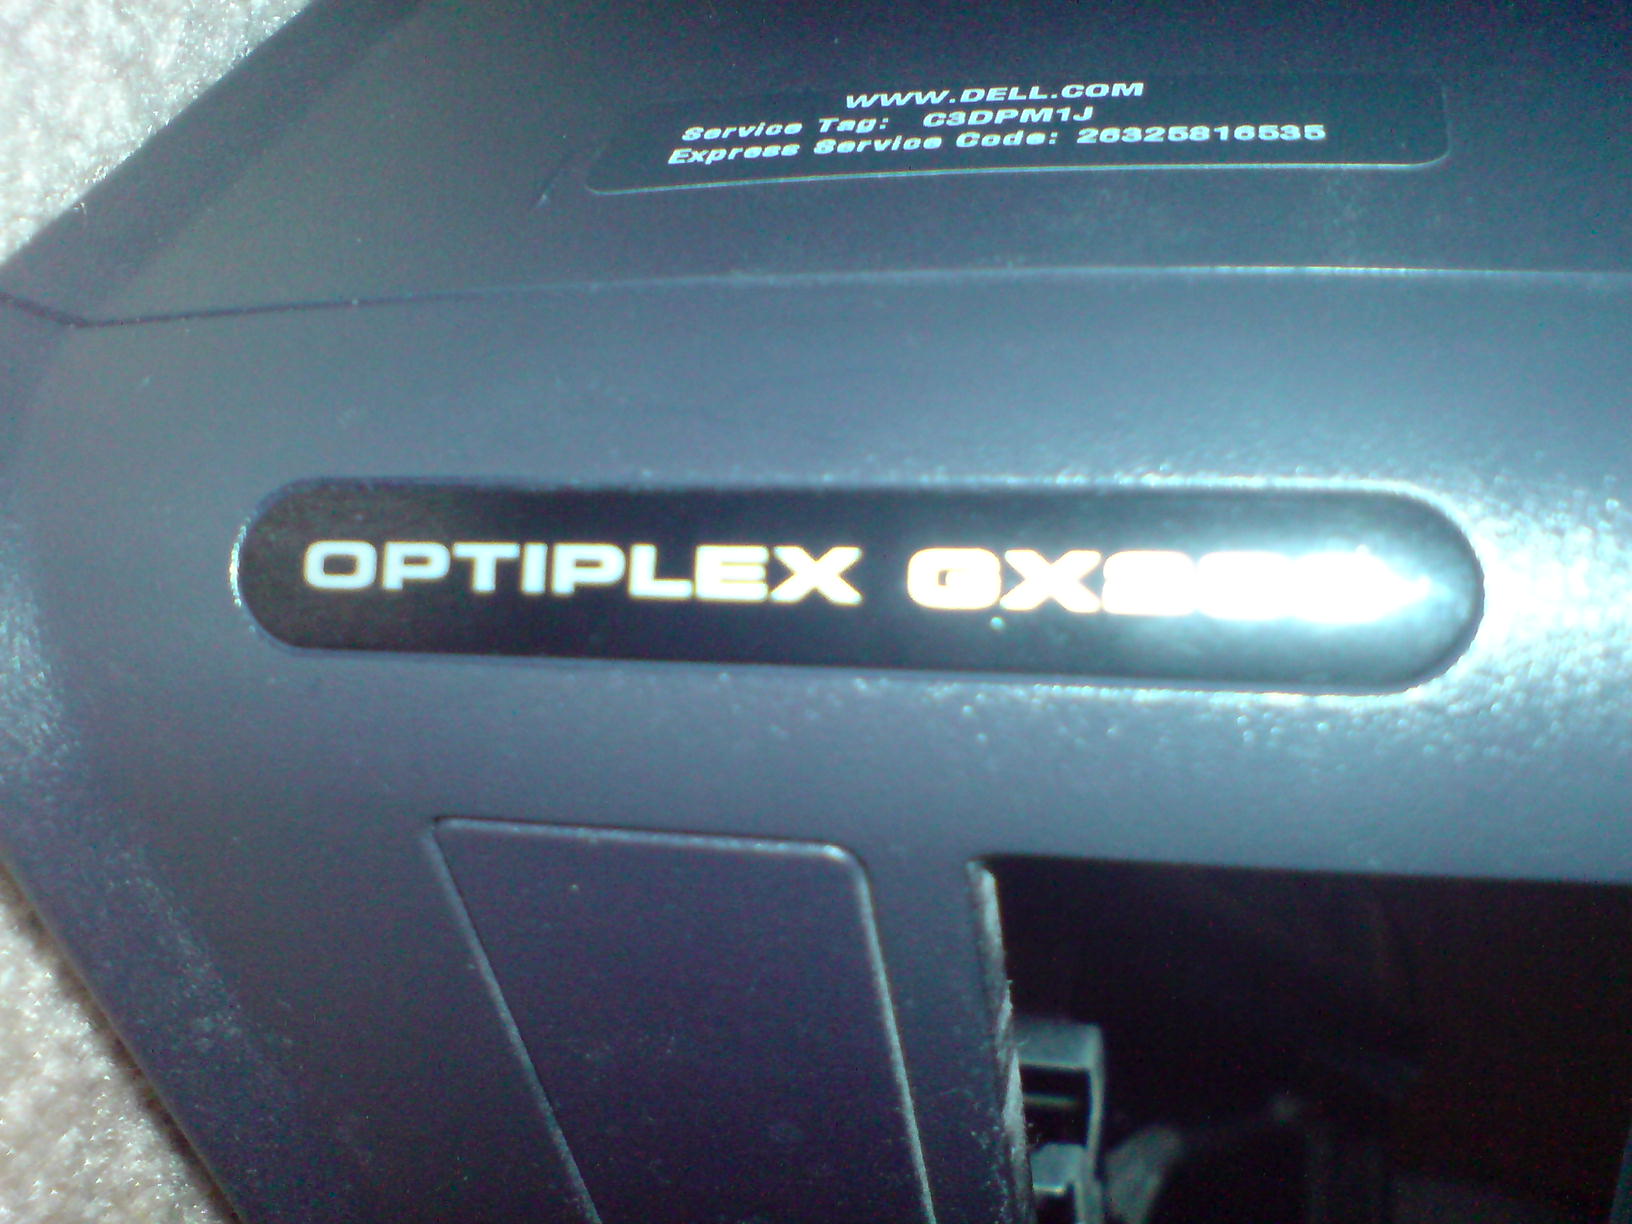 WWW.DELL.COM
Service Tag: C3DPM1J
Express Service Code: 26325816535
OPTIPLEX